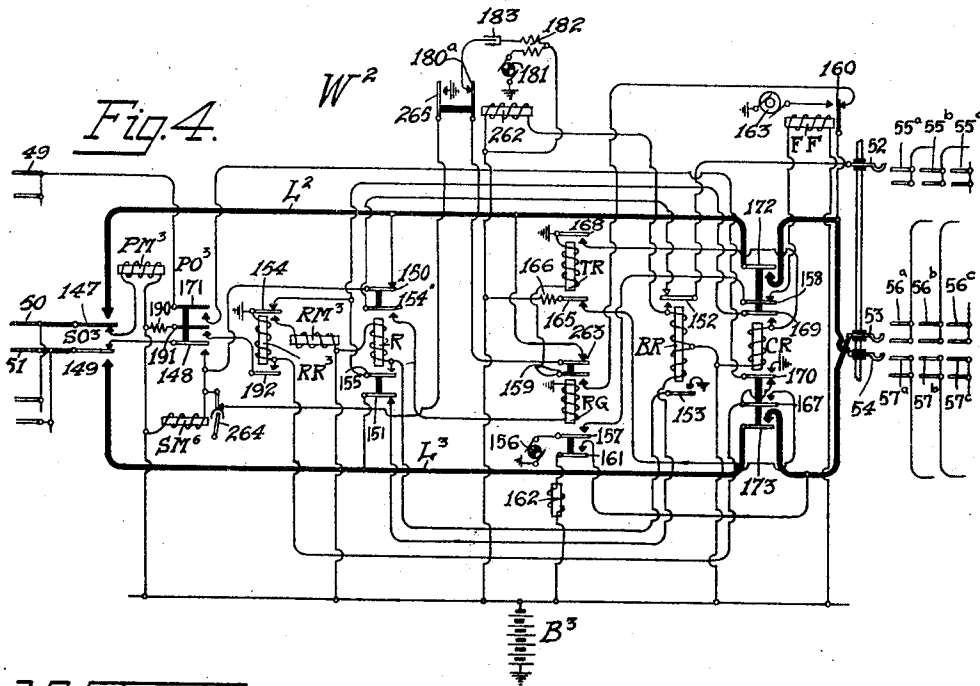 183 182
180ᵃ 181 160
W² 265
Fig. 4. 262 163 FF
49 52 55ᵃ 55ᵇ 55ᶜ
L²
168 172
PM³ PO³ 171 154 150 166 TR 158
50 147 190 RM³ 154' 165 152 169 53 56ᵃ 56ᵇ 56ᶜ
SO³ 191 R 263 CR
51 149 148 RR³ 155 159 BR 170
192 RG 153 167 54 57ᵃ 57ᵇ 57ᶜ
SM⁶ 264 151 156 157 173
L³ 161
162
B³